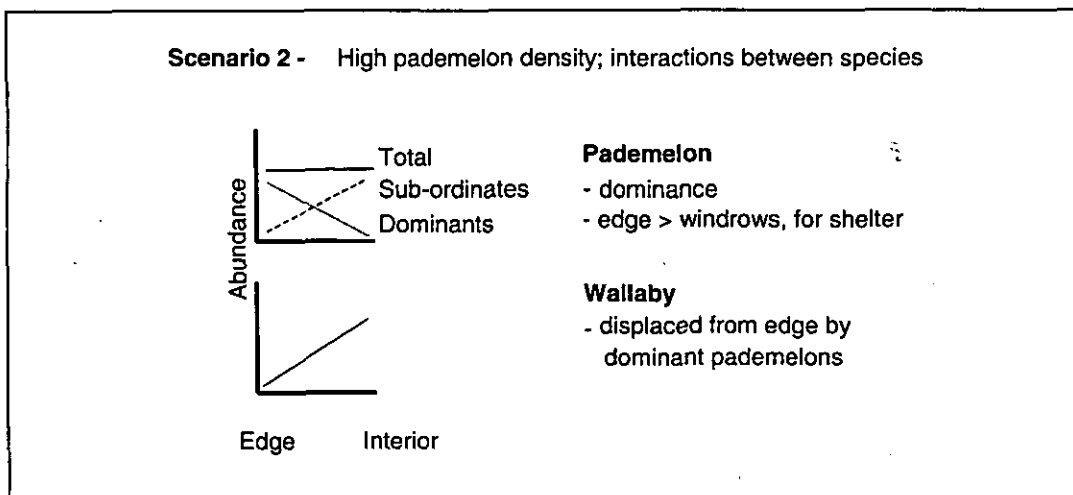 Scenario 2 - High pademelon density; interactions between species
Total
Sub-ordinates
Dominants
Abundance
Pademelon
- dominance
- edge > windrows, for shelter
Wallaby
- displaced from edge by
dominant pademelons
Edge Interior